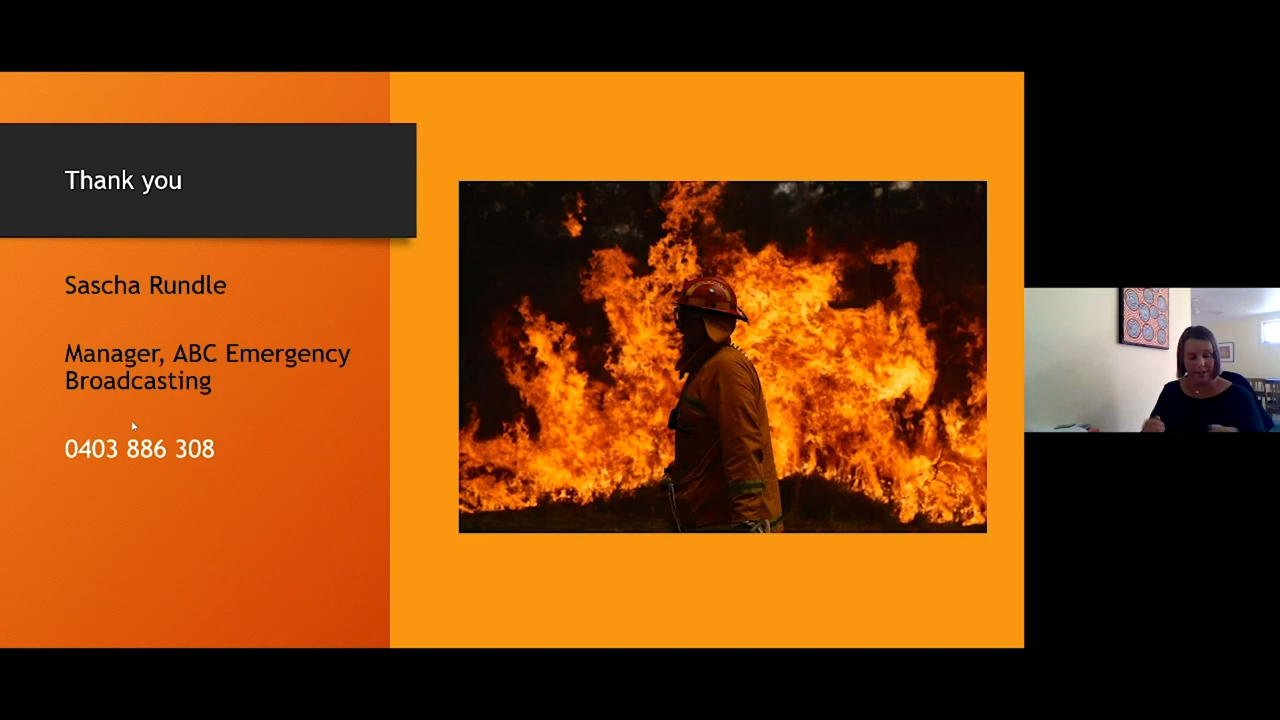 Thank you
Sascha Rundle
Manager, ABC Emergency
Broadcasting
0403 886 308